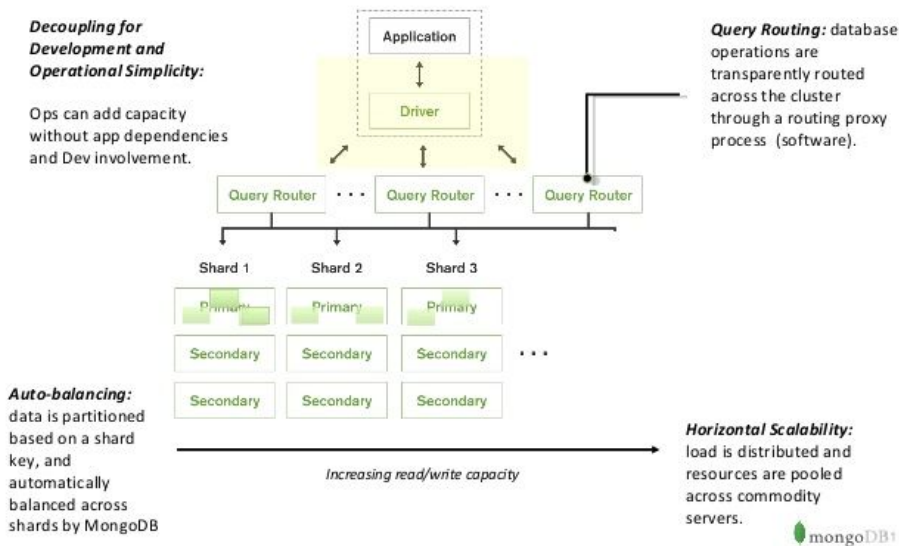 Decoupling for
Development and
Operational Simplicity:
Ops can add capacity
without app dependencies
and Dev involvement.
Application
Driver
Query Routing: database
operations are
transparently routed
across the cluster
through a routing proxy
process (software).
Query Router ... Query Router ... Query Router
Shard 1 Shard 2 Shard 3
Primary Primary Primary
Secondary Secondary Secondary ...
Secondary Secondary Secondary
Auto-balancing:
data is partitioned
based on a shard
key, and
automatically
balanced across
shards by MongoDB
Increasing read/write capacity
Horizontal Scalability:
load is distributed and
resources are pooled
across commodity
servers.
mongoDB